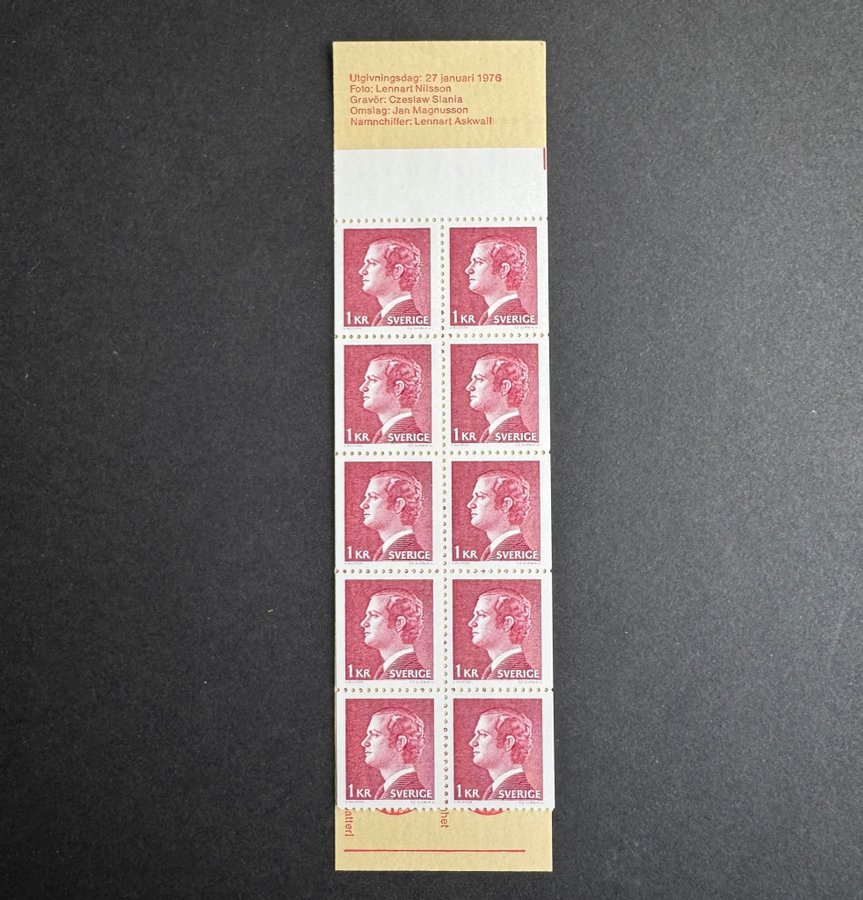 Utgivningsdag: 27 januari 1976
Foto: Lennart Nilsson
Gravör: Czeslaw Slania
Omslag: Jan Magnusson
Namnchiffer: Lennart Askwall
1 KR SVERIGE 1 KR SVERIGE
1 KR SVERIGE 1 KR SVERIGE
1 KR SVERIGE 1 KR SVERIGE
1 KR SVERIGE 1 KR SVERIGE
1 KR SVERIGE 1 KR SVERIGE